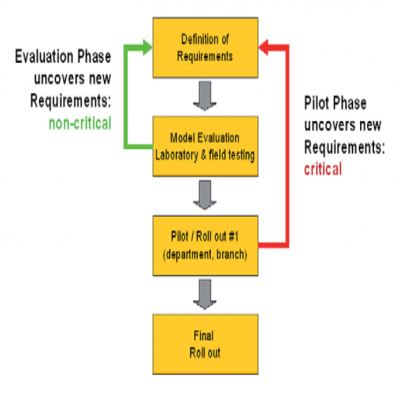 Definition of
Requirements
Evaluation Phase
uncovers new
Requirements:
non-critical
Pilot Phase
uncovers new
Requirements:
critical
Model Evaluation
Laboratory & field testing
Pilot / Roll out #1
(department, branch)
Final
Roll out